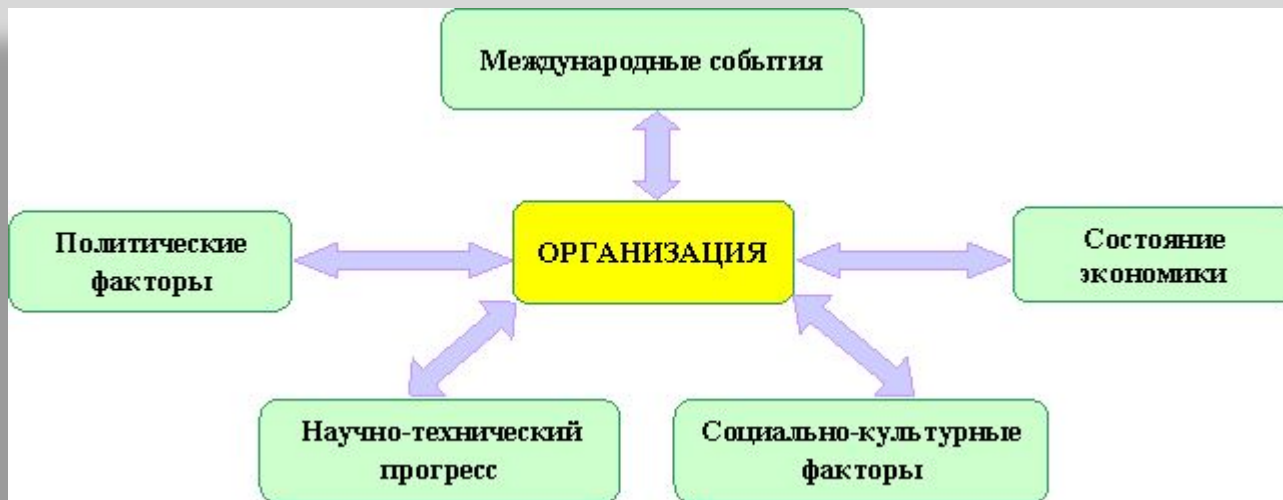 Международные события
Политические
факторы
ОРГАНИЗАЦИЯ
Состояние
экономики
Научно-технический
прогресс
Социально-культурные
факторы